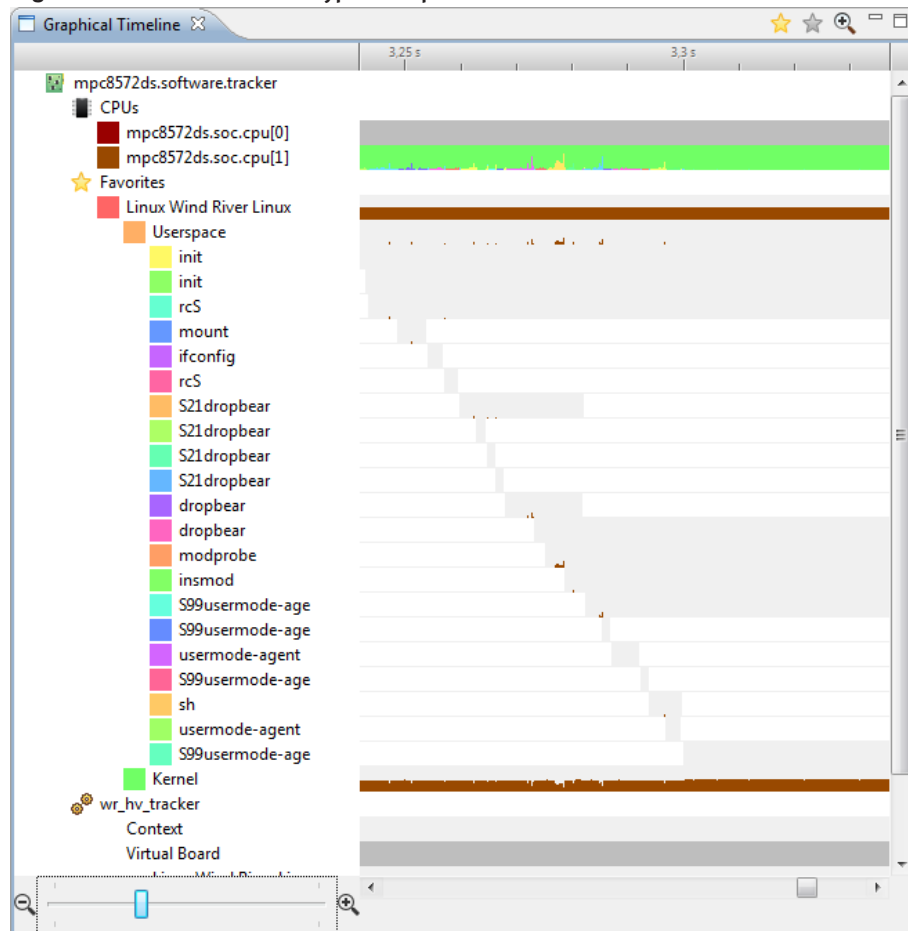 Graphical Timeline
3,25 s
3,3 s
mpc8572ds.software.tracker
CPUs
mpc8572ds.soc.cpu[0]
mpc8572ds.soc.cpu[1]
Favorites
Linux Wind River Linux
Userspace
init
init
rcS
mount
ifconfig
rcS
S21dropbear
S21dropbear
S21dropbear
S21dropbear
dropbear
dropbear
modprobe
insmod
S99usermode-age
S99usermode-age
usermode-agent
S99usermode-age
sh
usermode-agent
S99usermode-age
Kernel
wr_hv_tracker
Context
Virtual Board